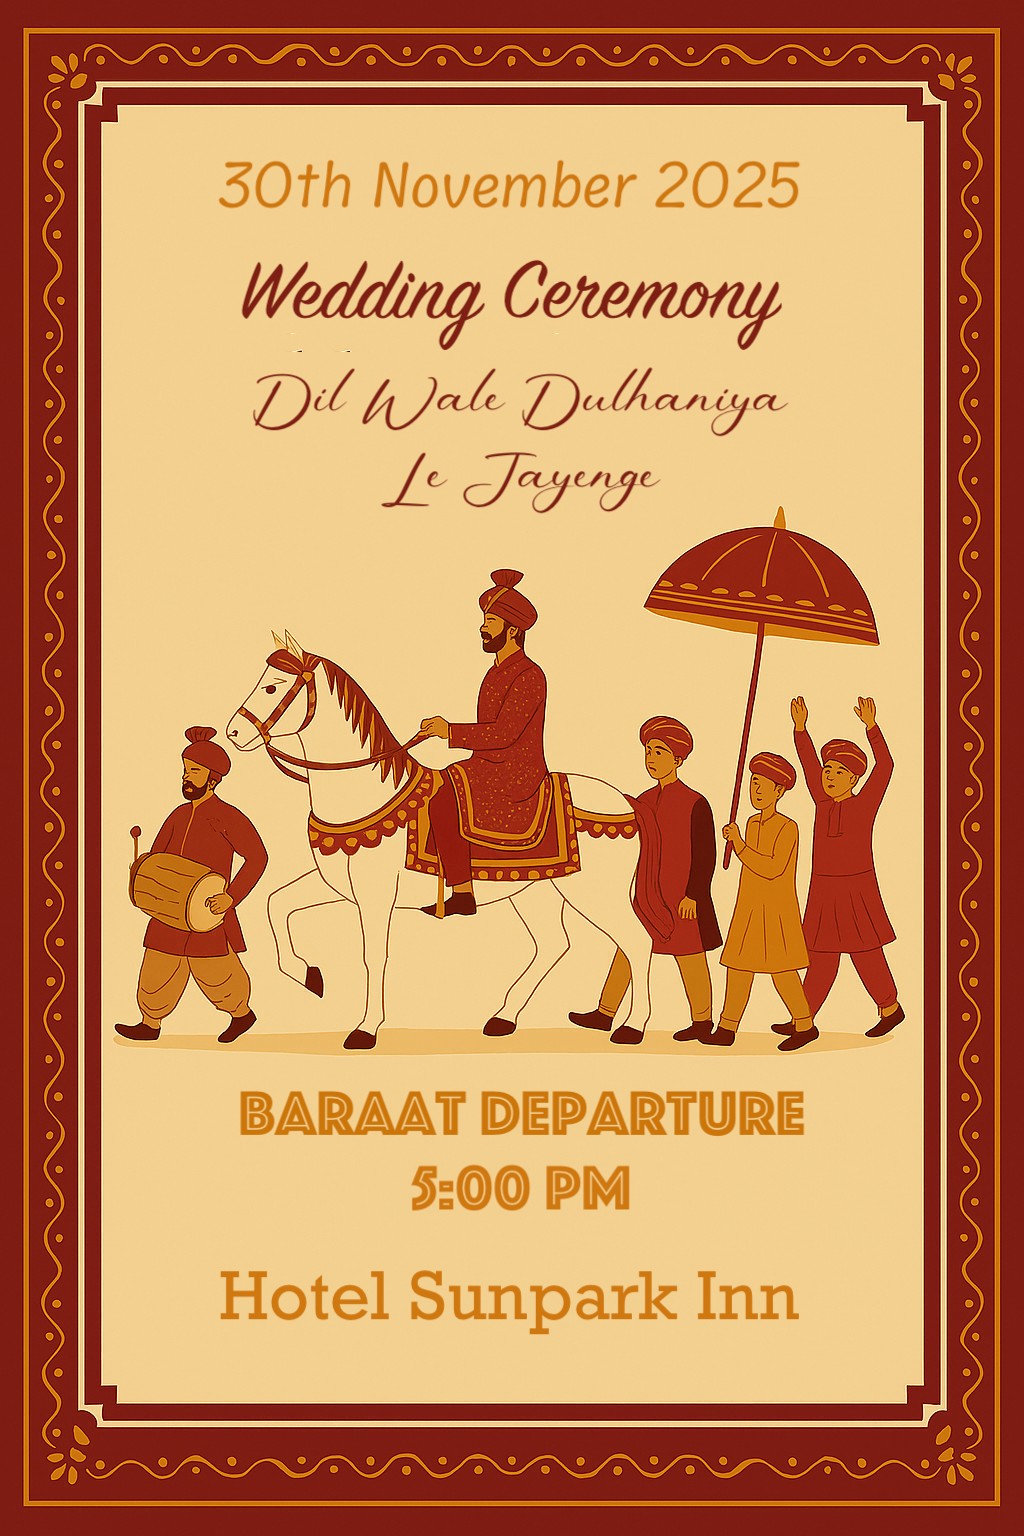 30th November 2025
Wedding Ceremony
Dil Wale Dulhaniya
Le Jayenge
BARAAT DEPARTURE
5:00 PM
Hotel Sunpark Inn